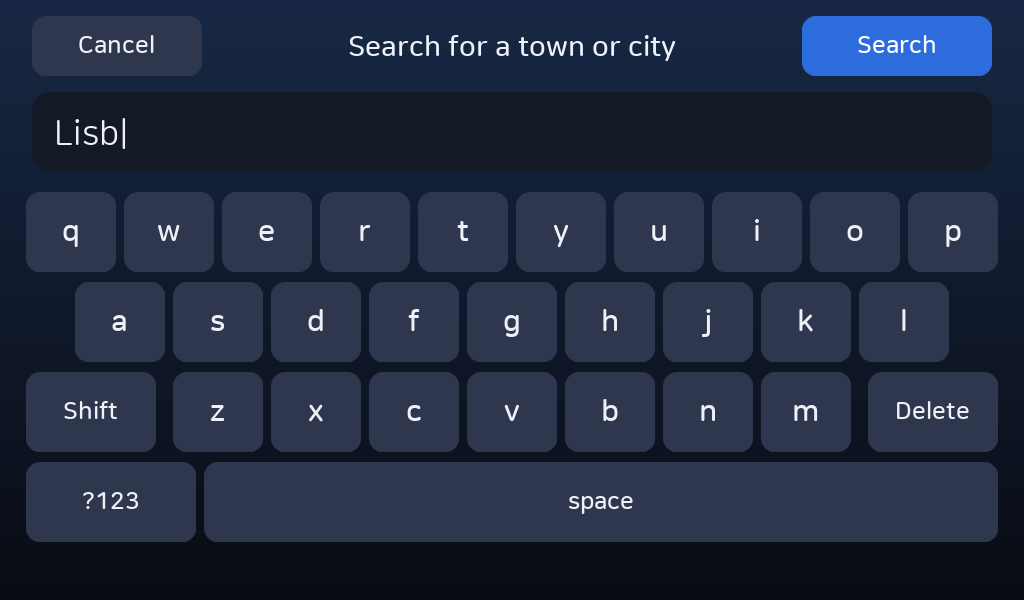 Cancel Search for a town or city Search
Lisb
q w e r t y u i o p
a s d f g h j k l
Shift z x c v b n m Delete
?123 space